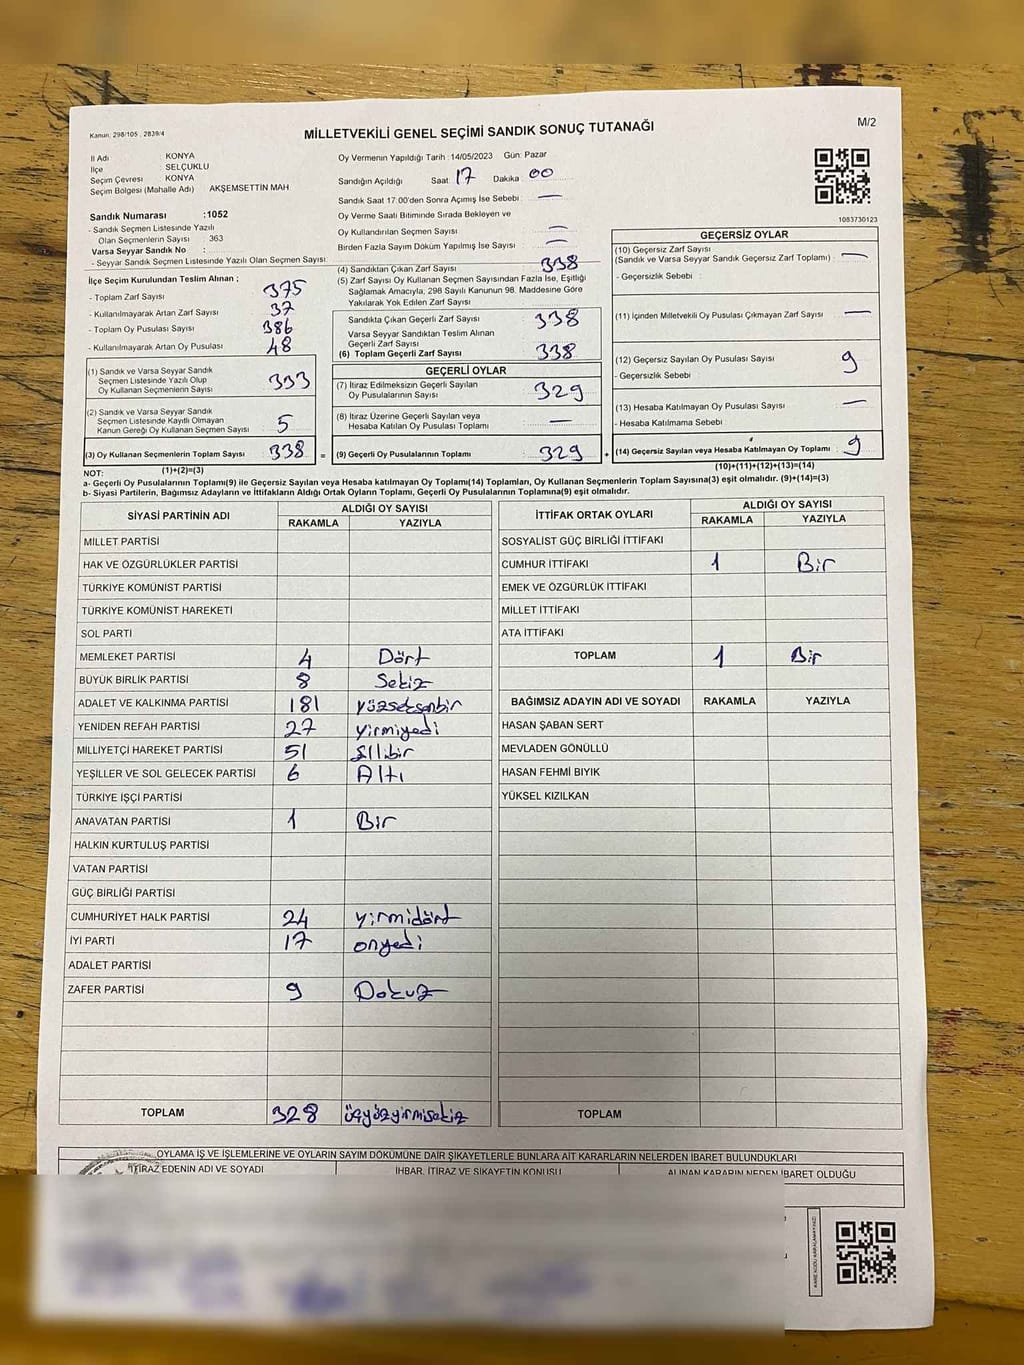 Kanun: 298/105 , 2839/4
MİLLETVEKİLİ GENEL SEÇİMİ SANDIK SONUÇ TUTANAĞI
M/2
İl Adı KONYA
İlçe SELÇUKLU
Seçim Çevresi KONYA
Seçim Bölgesi (Mahalle Adı) AKŞEMSETTİN MAH
Oy Vermenin Yapıldığı Tarih : 14/05/2023 Gün: Pazar
Sandığın Açıldığı Saat: 17 Dakika : 00
Sandık Saat 17:00'den Sonra Açımış İse Sebebi : —
Oy Verme Saati Bitiminde Sırada Bekleyen ve
Oy Kullandırılan Seçmen Sayısı : —
Birden Fazla Sayım Döküm Yapılmış İse Sayısı : —
1083730123
Sandık Numarası :1052
- Sandık Seçmen Listesinde Yazılı
Olan Seçmenlerin Sayısı : 363
Varsa Seyyar Sandık No :
- Seyyar Sandık Seçmen Listesinde Yazılı Olan Seçmen Sayısı:
İlçe Seçim Kurulundan Teslim Alınan ;
- Toplam Zarf Sayısı : 375
- Kullanılmayarak Artan Zarf Sayısı : 37
- Toplam Oy Pusulası Sayısı : 386
- Kullanılmayarak Artan Oy Pusulası : 48
(1) Sandık ve Varsa Seyyar Sandık
Seçmen Listesinde Yazılı Olup
Oy Kullanan Seçmenlerin Sayısı : 333
(2) Sandık ve Varsa Seyyar Sandık
Seçmen Listesinde Kayıtlı Olmayan
Kanun Gereği Oy Kullanan Seçmen Sayısı : 5
(3) Oy Kullanan Seçmenlerin Toplam Sayısı : 338 =
(4) Sandıktan Çıkan Zarf Sayısı : 338
(5) Zarf Sayısı Oy Kullanan Seçmen Sayısından Fazla İse, Eşitliği
Sağlamak Amacıyla, 298 Sayılı Kanunun 98. Maddesine Göre
Yakılarak Yok Edilen Zarf Sayısı :
Sandıkta Çıkan Geçerli Zarf Sayısı : 338
Varsa Seyyar Sandıktan Teslim Alınan
Geçerli Zarf Sayısı :
(6) Toplam Geçerli Zarf Sayısı : 338
GEÇERLİ OYLAR
(7) İtiraz Edilmeksizin Geçerli Sayılan
Oy Pusulalarının Sayısı : 329
(8) İtiraz Üzerine Geçerli Sayılan veya
Hesaba Katılan Oy Pusulası Toplamı : —
(9) Geçerli Oy Pusulalarının Toplamı : 329 +
GEÇERSİZ OYLAR
(10) Geçersiz Zarf Sayısı
(Sandık ve Varsa Seyyar Sandık Geçersiz Zarf Toplamı) : —
- Geçersizlik Sebebi :
(11) İçinden Milletvekili Oy Pusulası Çıkmayan Zarf Sayısı : —
(12) Geçersiz Sayılan Oy Pusulası Sayısı : 9
- Geçersizlik Sebebi :
(13) Hesaba Katılmayan Oy Pusulası Sayısı : —
- Hesaba Katılmama Sebebi :
(14) Geçersiz Sayılan veya Hesaba Katılmayan Oy Toplamı : 9
NOT: (1)+(2)=(3) (10)+(11)+(12)+(13)=(14)
a- Geçerli Oy Pusulalarının Toplamı(9) ile Geçersiz Sayılan veya Hesaba katılmayan Oy Toplamı(14) Toplamları, Oy Kullanan Seçmenlerin Toplam Sayısına(3) eşit olmalıdır. (9)+(14)=(3)
b- Siyasi Partilerin, Bağımsız Adayların ve İttifakların Aldığı Ortak Oyların Toplamı, Geçerli Oy Pusulalarının Toplamına(9) eşit olmalıdır.
SİYASİ PARTİNİN ADI ALDIĞI OY SAYISI
RAKAMLA YAZIYLA
MİLLET PARTİSİ
HAK VE ÖZGÜRLÜKLER PARTİSİ
TÜRKİYE KOMÜNİST PARTİSİ
TÜRKİYE KOMÜNİST HAREKETİ
SOL PARTİ
MEMLEKET PARTİSİ 4 Dört
BÜYÜK BİRLİK PARTİSİ 8 Sekiz
ADALET VE KALKINMA PARTİSİ 181 yüzseksenbir
YENİDEN REFAH PARTİSİ 27 yirmiyedi
MİLLİYETÇİ HAREKET PARTİSİ 51 Ellibir
YEŞİLLER VE SOL GELECEK PARTİSİ 6 Altı
TÜRKİYE İŞÇİ PARTİSİ
ANAVATAN PARTİSİ 1 Bir
HALKIN KURTULUŞ PARTİSİ
VATAN PARTİSİ
GÜÇ BİRLİĞİ PARTİSİ
CUMHURİYET HALK PARTİSİ 24 yirmidört
İYİ PARTİ 17 onyedi
ADALET PARTİSİ
ZAFER PARTİSİ 9 Dokuz
TOPLAM 328 üçyüzyirmisekiz
İTTİFAK ORTAK OYLARI ALDIĞI OY SAYISI
RAKAMLA YAZIYLA
SOSYALİST GÜÇ BİRLİĞİ İTTİFAKI
CUMHUR İTTİFAKI 1 Bir
EMEK VE ÖZGÜRLÜK İTTİFAKI
MİLLET İTTİFAKI
ATA İTTİFAKI
TOPLAM 1 Bir
BAĞIMSIZ ADAYIN ADI VE SOYADI RAKAMLA YAZIYLA
HASAN ŞABAN SERT
MEVLADEN GÖNÜLLÜ
HASAN FEHMİ BIYIK
YÜKSEL KIZILKAN
TOPLAM
OYLAMA İŞ VE İŞLEMLERİNE VE OYLARIN SAYIM DÖKÜMÜNE DAİR ŞİKAYETLERLE BUNLARA AİT KARARLARIN NELERDEN İBARET BULUNDUKLARI
İTİRAZ EDENİN ADI VE SOYADI İHBAR, İTİRAZ VE ŞİKAYETİN KONUSU ALINAN KARARIN NEDEN İBARET OLDUĞU